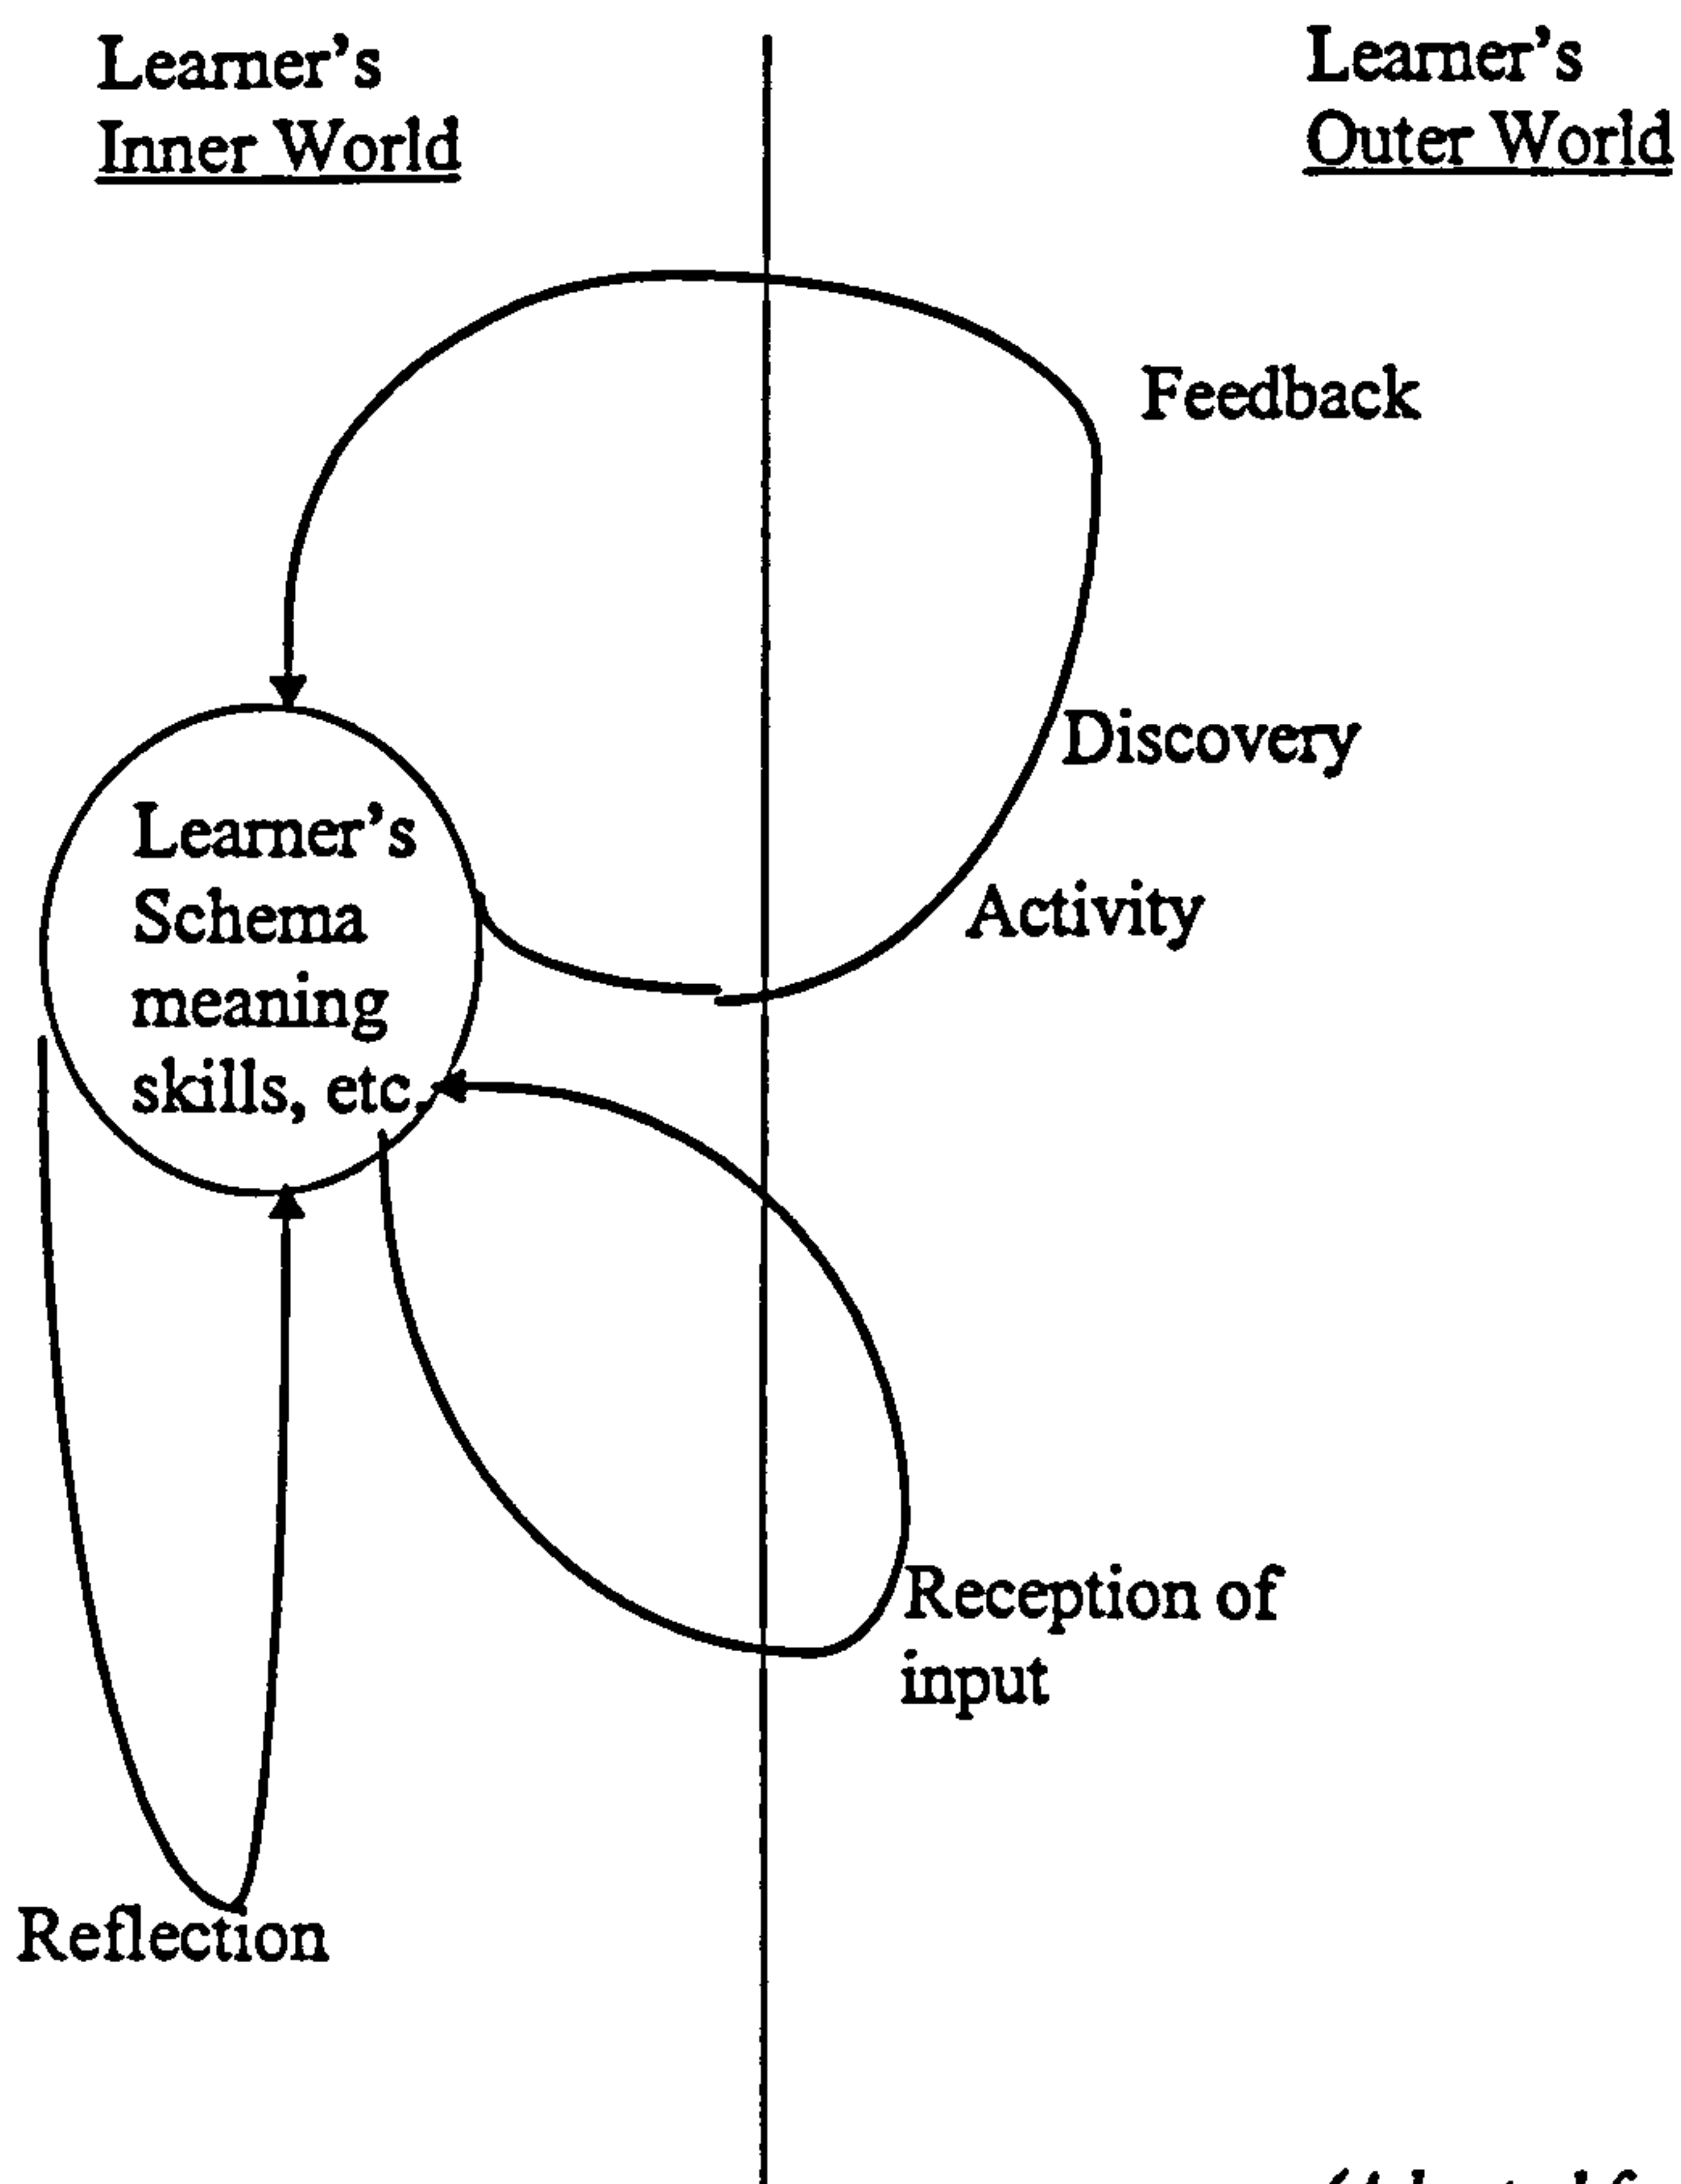 Learner's
Inner World
Learner's
Outer World
Feedback
Discovery
Activity
Learner's
Schema
meaning
skills, etc.
Reception of
input
Reflection